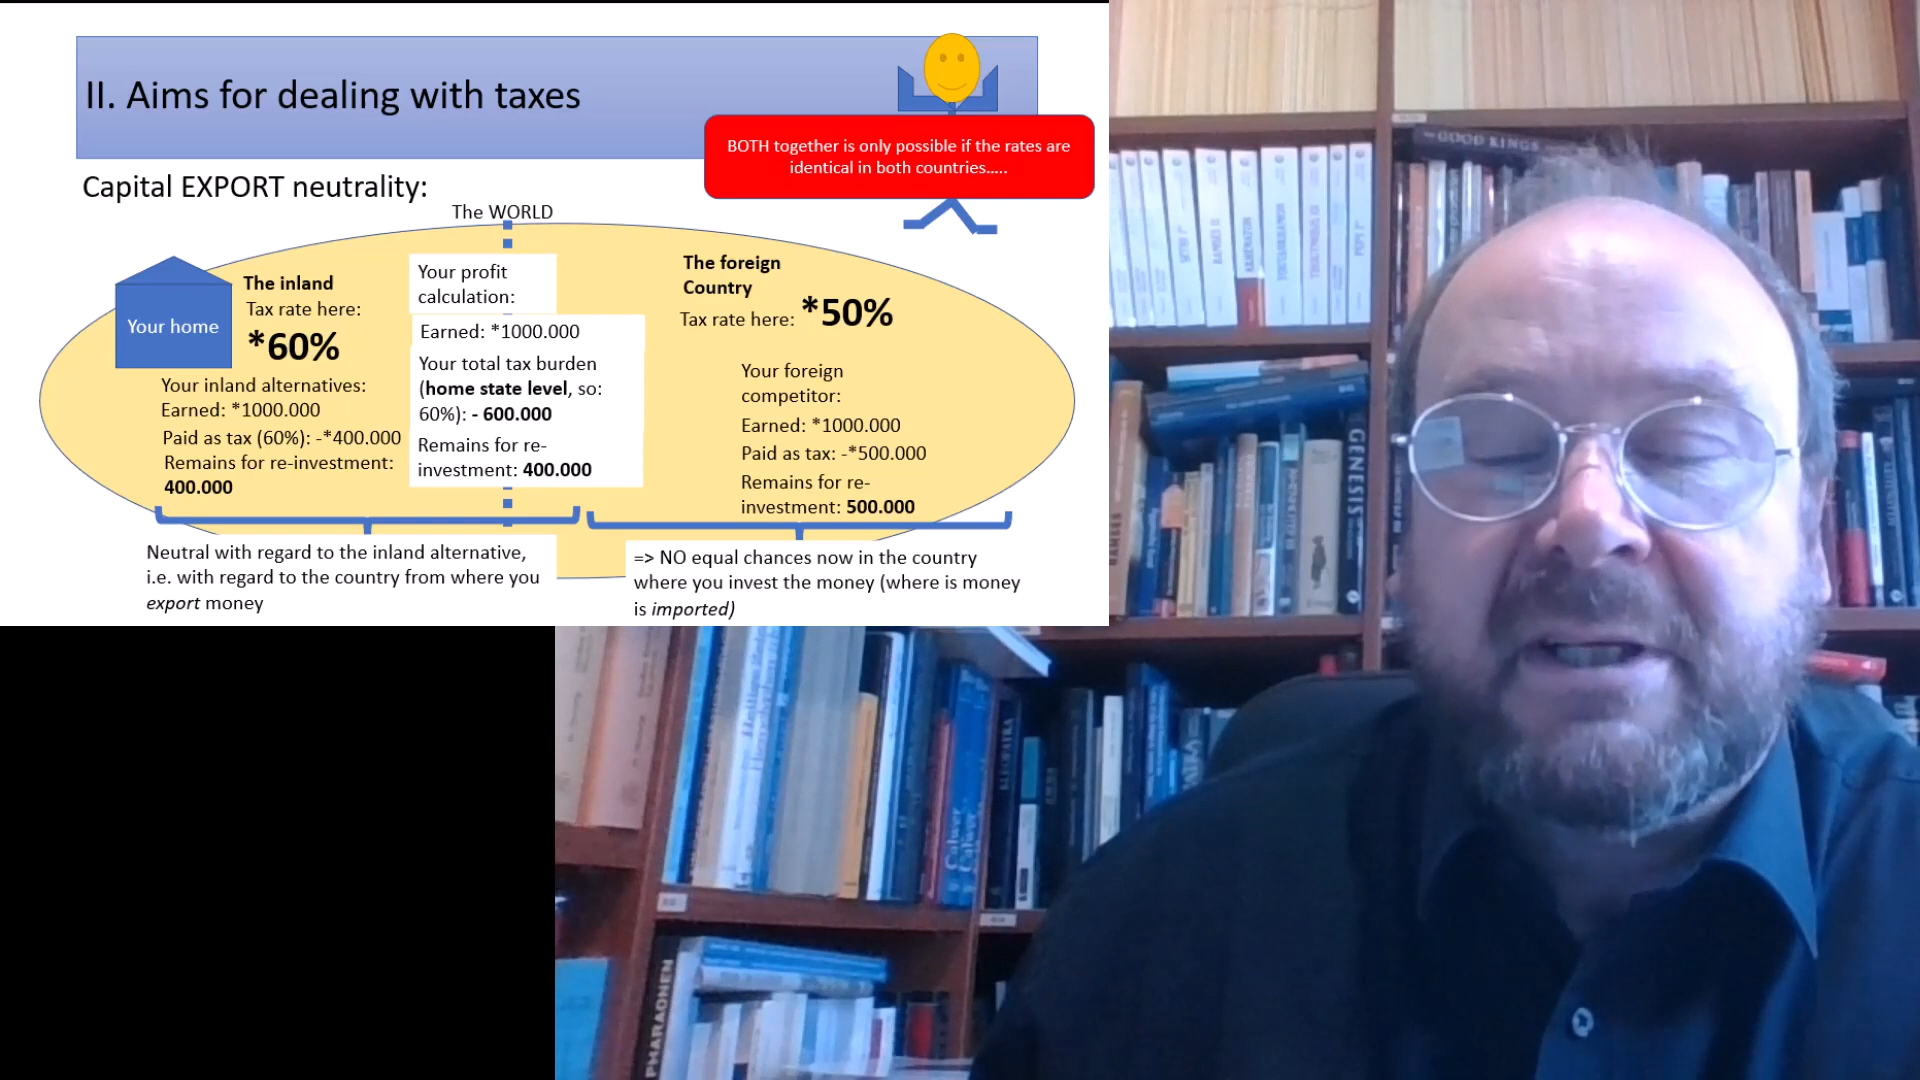 II. Aims for dealing with taxes
BOTH together is only possible if the rates are
identical in both countries.....
Capital EXPORT neutrality:
The WORLD
Your home
The inland
Tax rate here:
*60%
Your inland alternatives:
Earned: *1000.000
Paid as tax (60%): -*400.000
Remains for re-investment:
400.000
Your profit
calculation:
Earned: *1000.000
Your total tax burden
(home state level, so:
60%): - 600.000
Remains for re-
investment: 400.000
The foreign
Country
Tax rate here: *50%
Your foreign
competitor:
Earned: *1000.000
Paid as tax: -*500.000
Remains for re-
investment: 500.000
Neutral with regard to the inland alternative,
i.e. with regard to the country from where you
export money
=> NO equal chances now in the country
where you invest the money (where is money
is imported)
GOOD KINGS
GENESIS
PHARAONEN